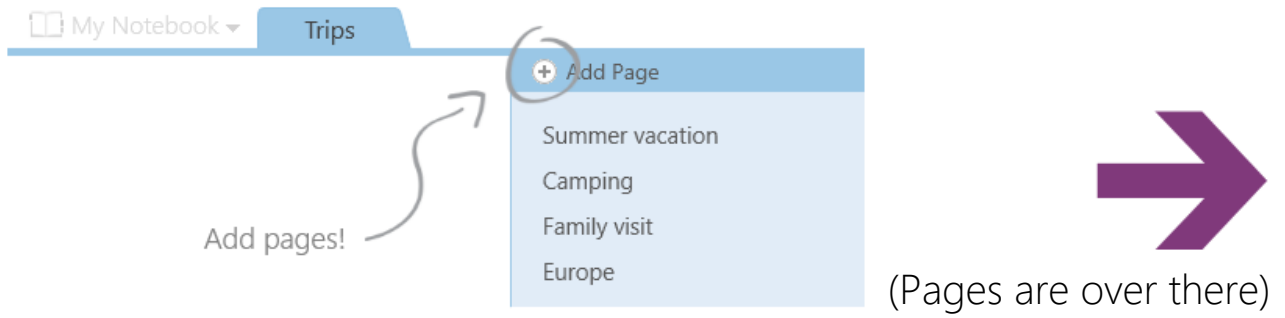 My Notebook
Trips
Add Page
Summer vacation
Camping
Add pages!
Family visit
Europe
(Pages are over there)